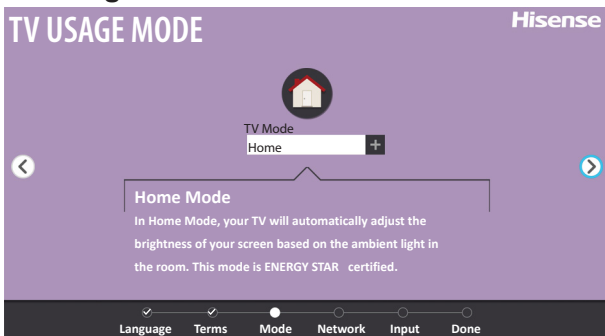 TV USAGE MODE
Hisense
TV Mode
Home
+
Home Mode
In Home Mode, your TV will automatically adjust the
brightness of your screen based on the ambient light in
the room. This mode is ENERGY STAR certified.
Language Terms Mode Network Input Done